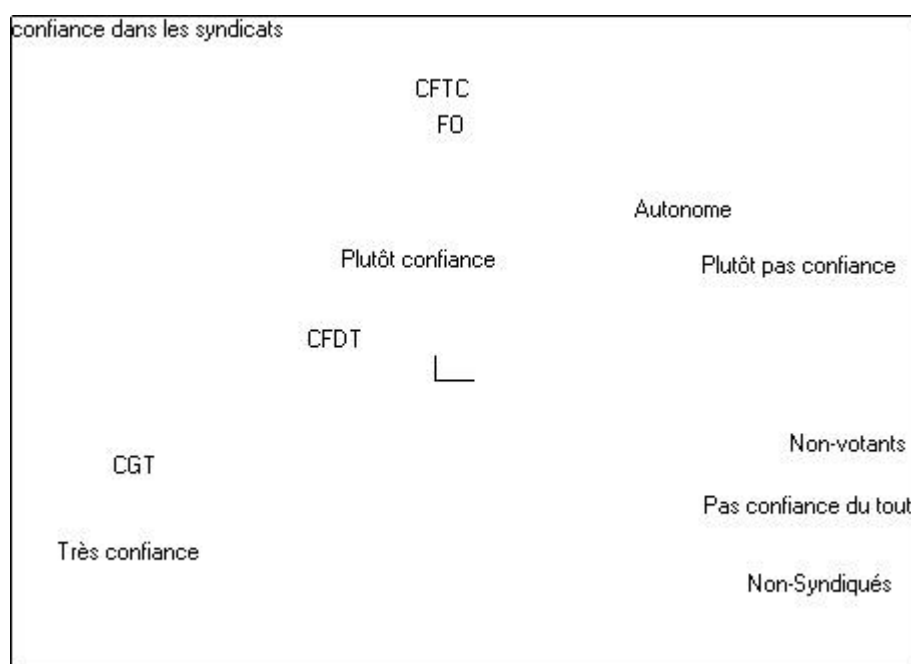 confiance dans les syndicats
CFTC
FO
Autonome
Plutôt confiance
Plutôt pas confiance
CFDT
Non-votants
CGT
Pas confiance du tout
Très confiance
Non-Syndiqués